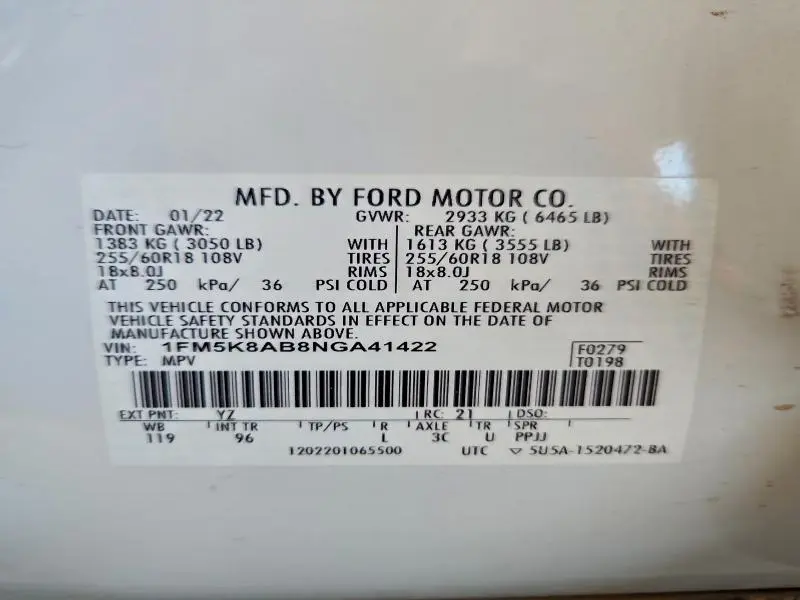 MFD. BY FORD MOTOR CO.
DATE: 01/22 GVWR: 2933 KG ( 6465 LB)
FRONT GAWR: REAR GAWR:
1383 KG ( 3050 LB) WITH 1613 KG ( 3555 LB) WITH
255/60R18 108V TIRES 255/60R18 108V TIRES
18x8.0J RIMS 18x8.0J RIMS
AT 250 kPa/ 36 PSI COLD AT 250 kPa/ 36 PSI COLD
THIS VEHICLE CONFORMS TO ALL APPLICABLE FEDERAL MOTOR
VEHICLE SAFETY STANDARDS IN EFFECT ON THE DATE OF
MANUFACTURE SHOWN ABOVE.
VIN: 1FM5K8AB8NGA41422 F0279
TYPE: MPV T0198
EXT PNT: YZ RC: 21 DSO:
WB INT TR TP/PS R AXLE TR SPR
119 96 L 3C U PPJJ
1202201065500 UTC ▽ 5U5A-1520472-BA